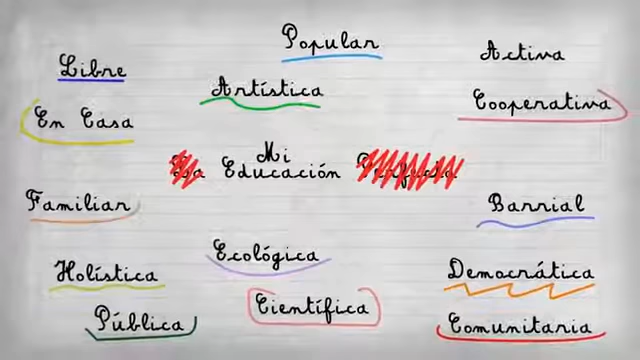 Popular
Activa
Libre
Artística
Cooperativa
En Casa
Mi
Educación
Familiar
Barrial
Ecológica
Holística
Democrática
Científica
Pública
Comunitaria